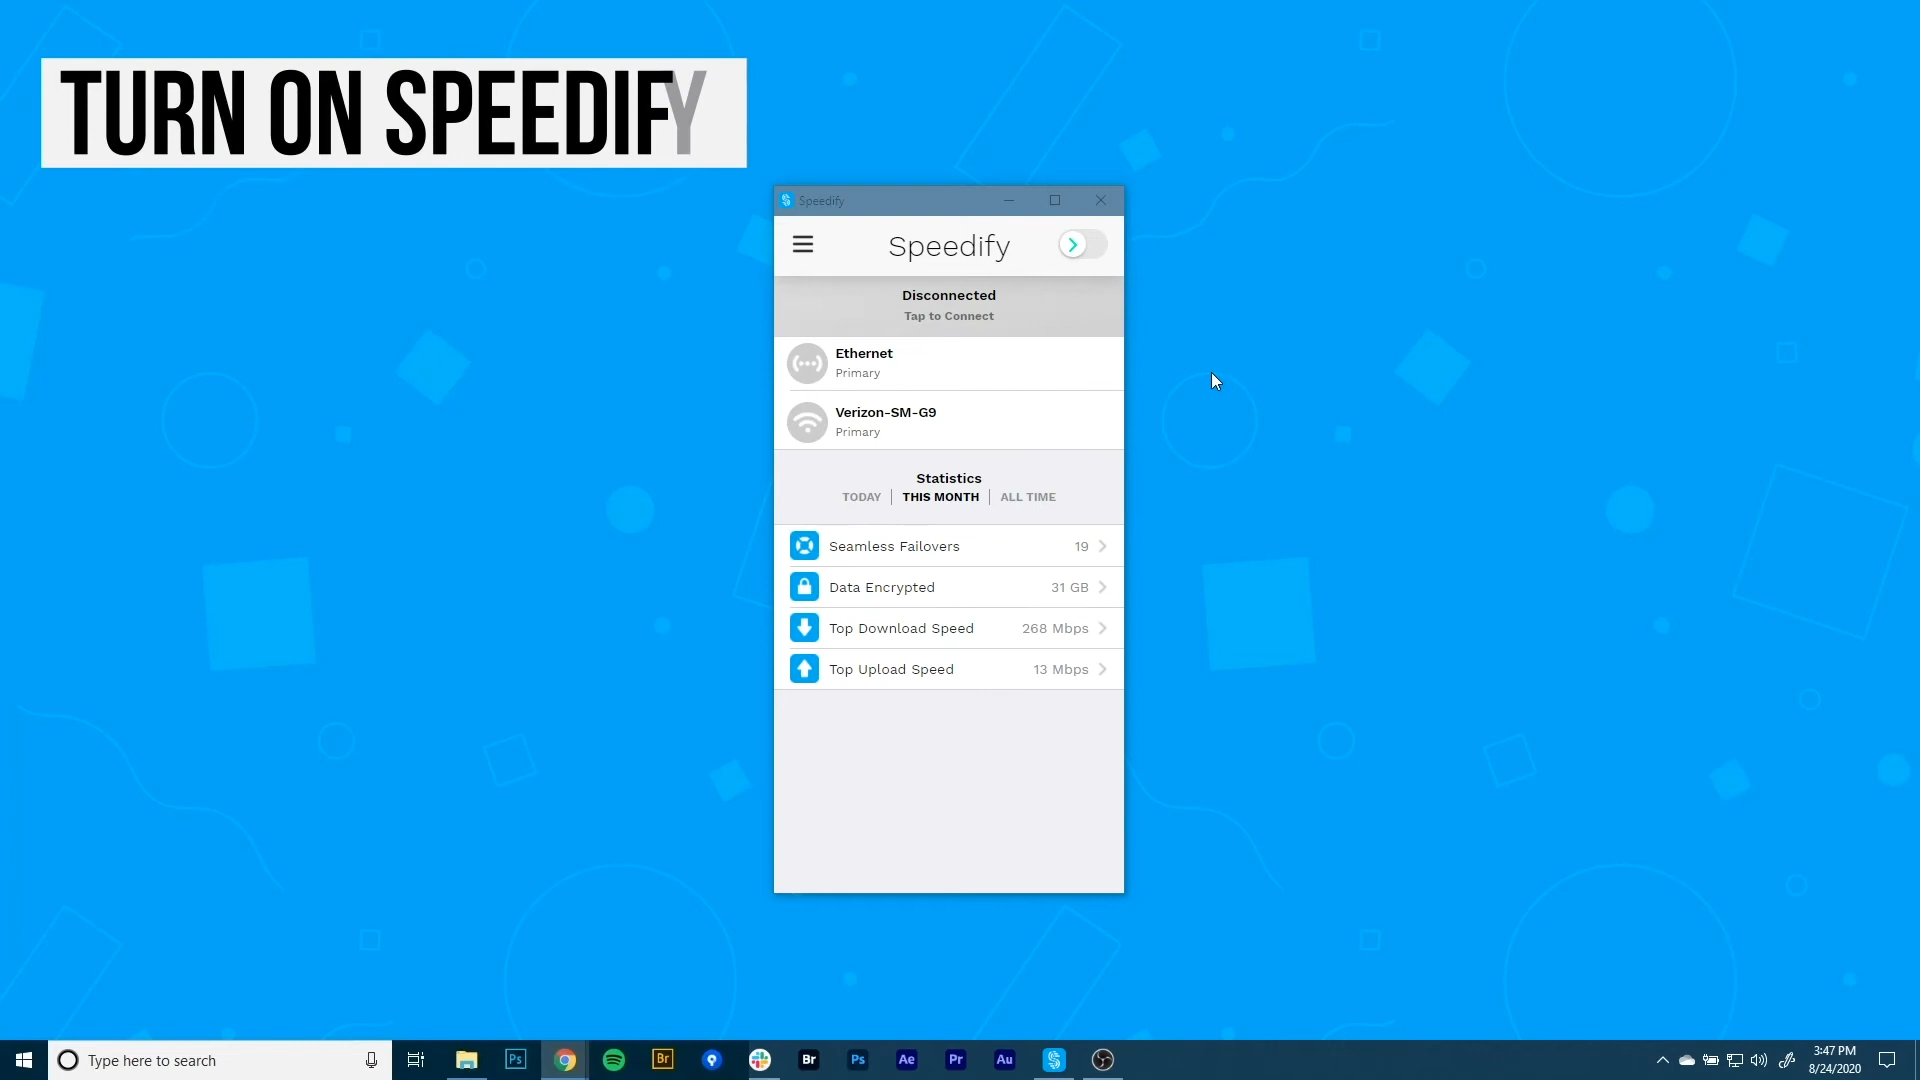 TURN ON SPEEDIFY
Speedify
Speedify
Disconnected
Tap to Connect
Ethernet
Primary
Verizon-SM-G9
Primary
Statistics
TODAY | THIS MONTH | ALL TIME
Seamless Failovers 19
Data Encrypted 31 GB
Top Download Speed 268 Mbps
Top Upload Speed 13 Mbps
Type here to search
Ps
Br
Br
Ps
Ae
Pr
Au
3:47 PM
8/24/2020